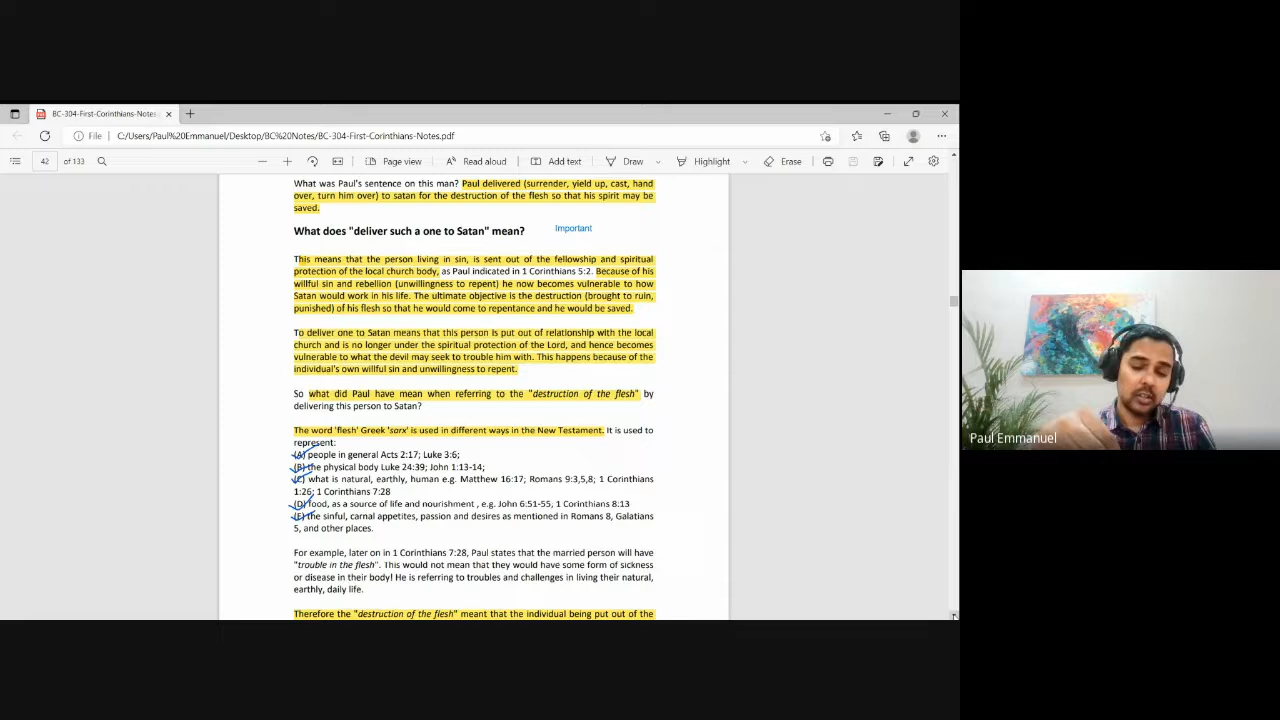 BC-304-First-Corinthians-Notes
File C:/Users/Paul%20Emmanuel/Desktop/BC%20Notes/BC-304-First-Corinthians-Notes.pdf
42 of 133 Page view Read aloud Add text Draw Highlight Erase
What was Paul's sentence on this man? Paul delivered (surrender, yield up, cast, hand
over, turn him over) to satan for the destruction of the flesh so that his spirit may be
saved.
What does "deliver such a one to Satan" mean? Important
This means that the person living in sin, is sent out of the fellowship and spiritual
protection of the local church body, as Paul indicated in 1 Corinthians 5:2. Because of his
willful sin and rebellion (unwillingness to repent) he now becomes vulnerable to how
Satan would work in his life. The ultimate objective is the destruction (brought to ruin,
punished) of his flesh so that he would come to repentance and he would be saved.
To deliver one to Satan means that this person is put out of relationship with the local
church and is no longer under the spiritual protection of the Lord, and hence becomes
vulnerable to what the devil may seek to trouble him with. This happens because of the
individual's own willful sin and unwillingness to repent.
So what did Paul have mean when referring to the "destruction of the flesh" by
delivering this person to Satan?
The word 'flesh' Greek 'sarx' is used in different ways in the New Testament. It is used to
represent:
(A) people in general Acts 2:17; Luke 3:6;
(B) the physical body Luke 24:39; John 1:13-14;
(C) what is natural, earthly, human e.g. Matthew 16:17; Romans 9:3,5,8; 1 Corinthians
1:26; 1 Corinthians 7:28
(D) food, as a source of life and nourishment , e.g. John 6:51-55, 1 Corinthians 8:13
(E) the sinful, carnal appetites, passion and desires as mentioned in Romans 8, Galatians
5, and other places.
For example, later on in 1 Corinthians 7:28, Paul states that the married person will have
"trouble in the flesh". This would not mean that they would have some form of sickness
or disease in their body! He is referring to troubles and challenges in living their natural,
earthly, daily life.
Therefore the "destruction of the flesh" meant that the individual being put out of the
Paul Emmanuel